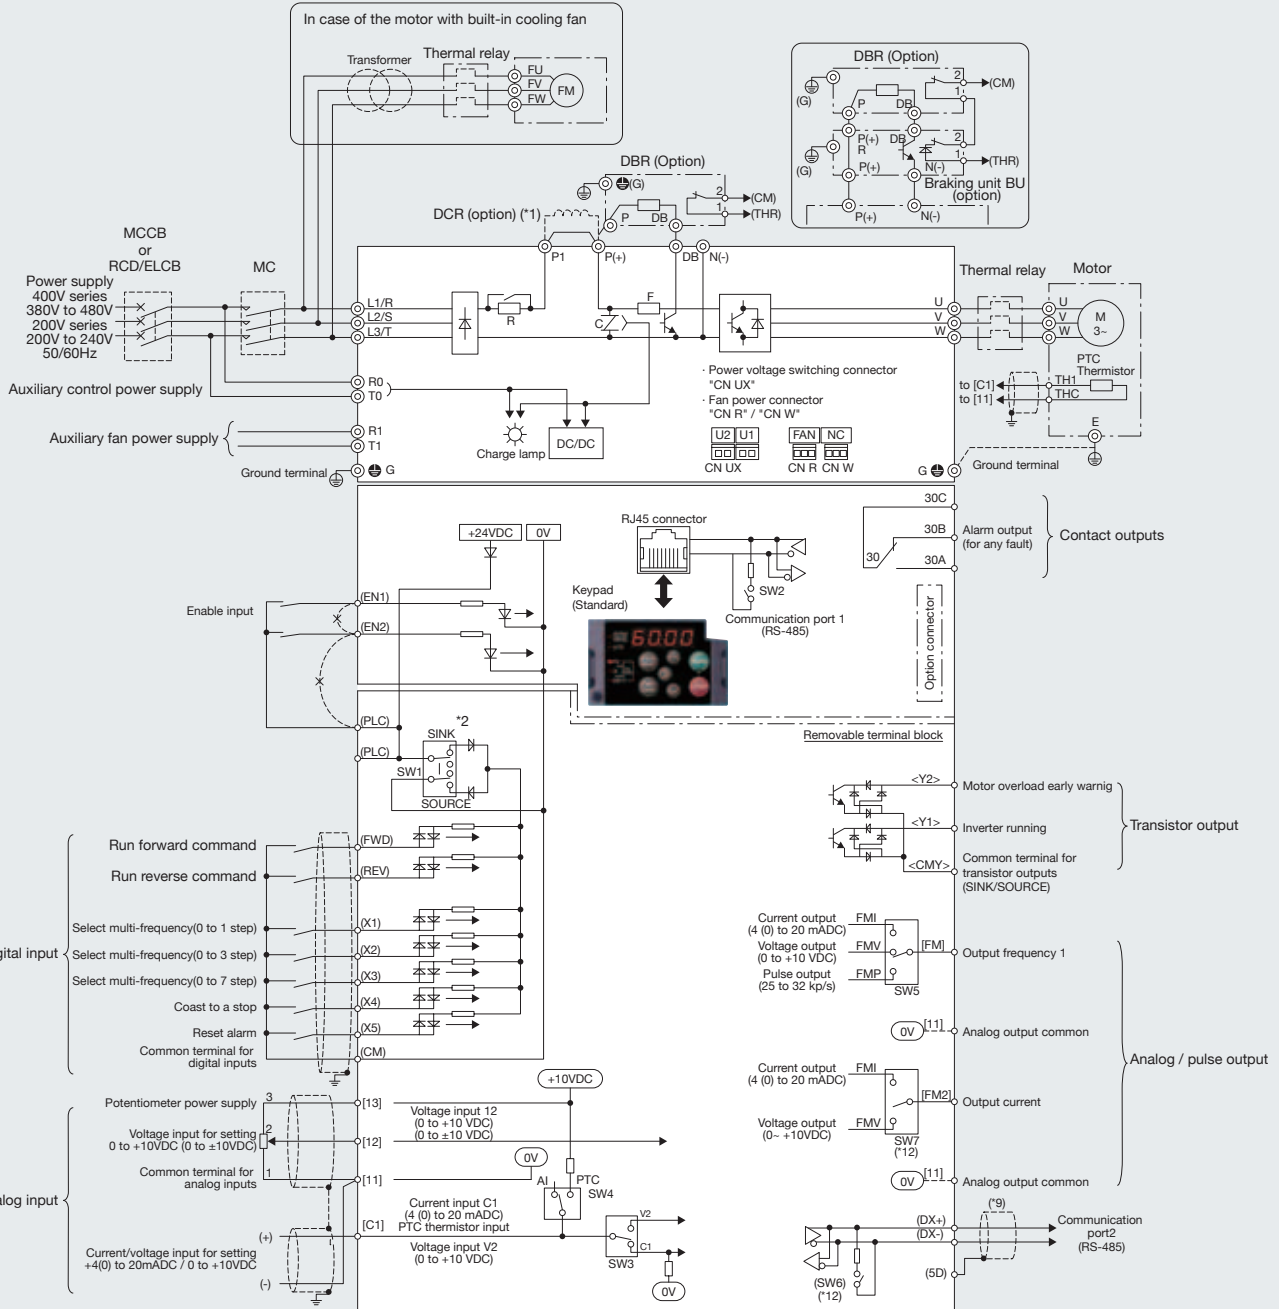 In case of the motor with built-in cooling fan
Transformer
Thermal relay
FU
FV
FW
FM
DBR (Option)
(G)
P
DB
2
1
(CM)
P(+)
R
DB
2
1
(THR)
(G)
P(+)
N(-)
Braking unit BU
(option)
P(+)
N(-)
DBR (Option)
(G)
2
1
(CM)
(THR)
P
DB
DCR (option) (*1)
P1
P(+)
DB
N(-)
MCCB
or
RCD/ELCB
MC
Power supply
400V series
380V to 480V
200V series
200V to 240V
50/60Hz
L1/R
L2/S
L3/T
R
C
F
U
V
W
Thermal relay
Motor
U
V
W
M
3~
PTC
Thermistor
to [C1]
to [11]
TH1
THC
E
Auxiliary control power supply
R0
T0
Auxiliary fan power supply
R1
T1
Ground terminal
G
Charge lamp
DC/DC
· Power voltage switching connector
"CN UX"
· Fan power connector
"CN R" / "CN W"
U2 U1
FAN NC
CN UX
CN R CN W
G
Ground terminal
+24VDC
0V
RJ45 connector
SW2
Keypad
(Standard)
Communication port 1
(RS-485)
60.00
30C
30B
30
30A
Alarm output
(for any fault)
Contact outputs
Option connector
Enable input
(EN1)
(EN2)
(PLC)
(PLC)
SINK
*2
SW1
SOURCE
Removable terminal block
<Y2>
Motor overload early warnig
<Y1>
Inverter running
<CMY>
Common terminal for
transistor outputs
(SINK/SOURCE)
Transistor output
gital input
Run forward command
(FWD)
Run reverse command
(REV)
Select multi-frequency(0 to 1 step)
(X1)
Select multi-frequency(0 to 3 step)
(X2)
Select multi-frequency(0 to 7 step)
(X3)
Coast to a stop
(X4)
Reset alarm
(X5)
Common terminal for
digital inputs
(CM)
Current output
(4 (0) to 20 mADC)
FMI
Voltage output
(0 to +10 VDC)
FMV
Pulse output
(25 to 32 kp/s)
FMP
SW5
[FM]
Output frequency 1
0V
[11]
Analog output common
Current output
(4 (0) to 20 mADC)
FMI
[FM2]
Output current
Voltage output
(0~ +10VDC)
FMV
SW7
(*12)
0V
[11]
Analog output common
Analog / pulse output
alog input
Potentiometer power supply
3
[13]
+10VDC
Voltage input for setting
0 to +10VDC (0 to ±10VDC)
2
[12]
Voltage input 12
(0 to +10 VDC)
(0 to ±10 VDC)
Common terminal for
analog inputs
1
[11]
0V
AI
PTC
SW4
[C1]
Current input C1
(4 (0) to 20 mADC)
PTC thermistor input
Voltage input V2
(0 to +10 VDC)
V2
C1
SW3
0V
(+)
Current/voltage input for setting
+4(0) to 20mADC / 0 to +10VDC
(-)
(DX+)
(DX-)
(*9)
Communication
port2
(RS-485)
(SW6)
(*12)
(5D)